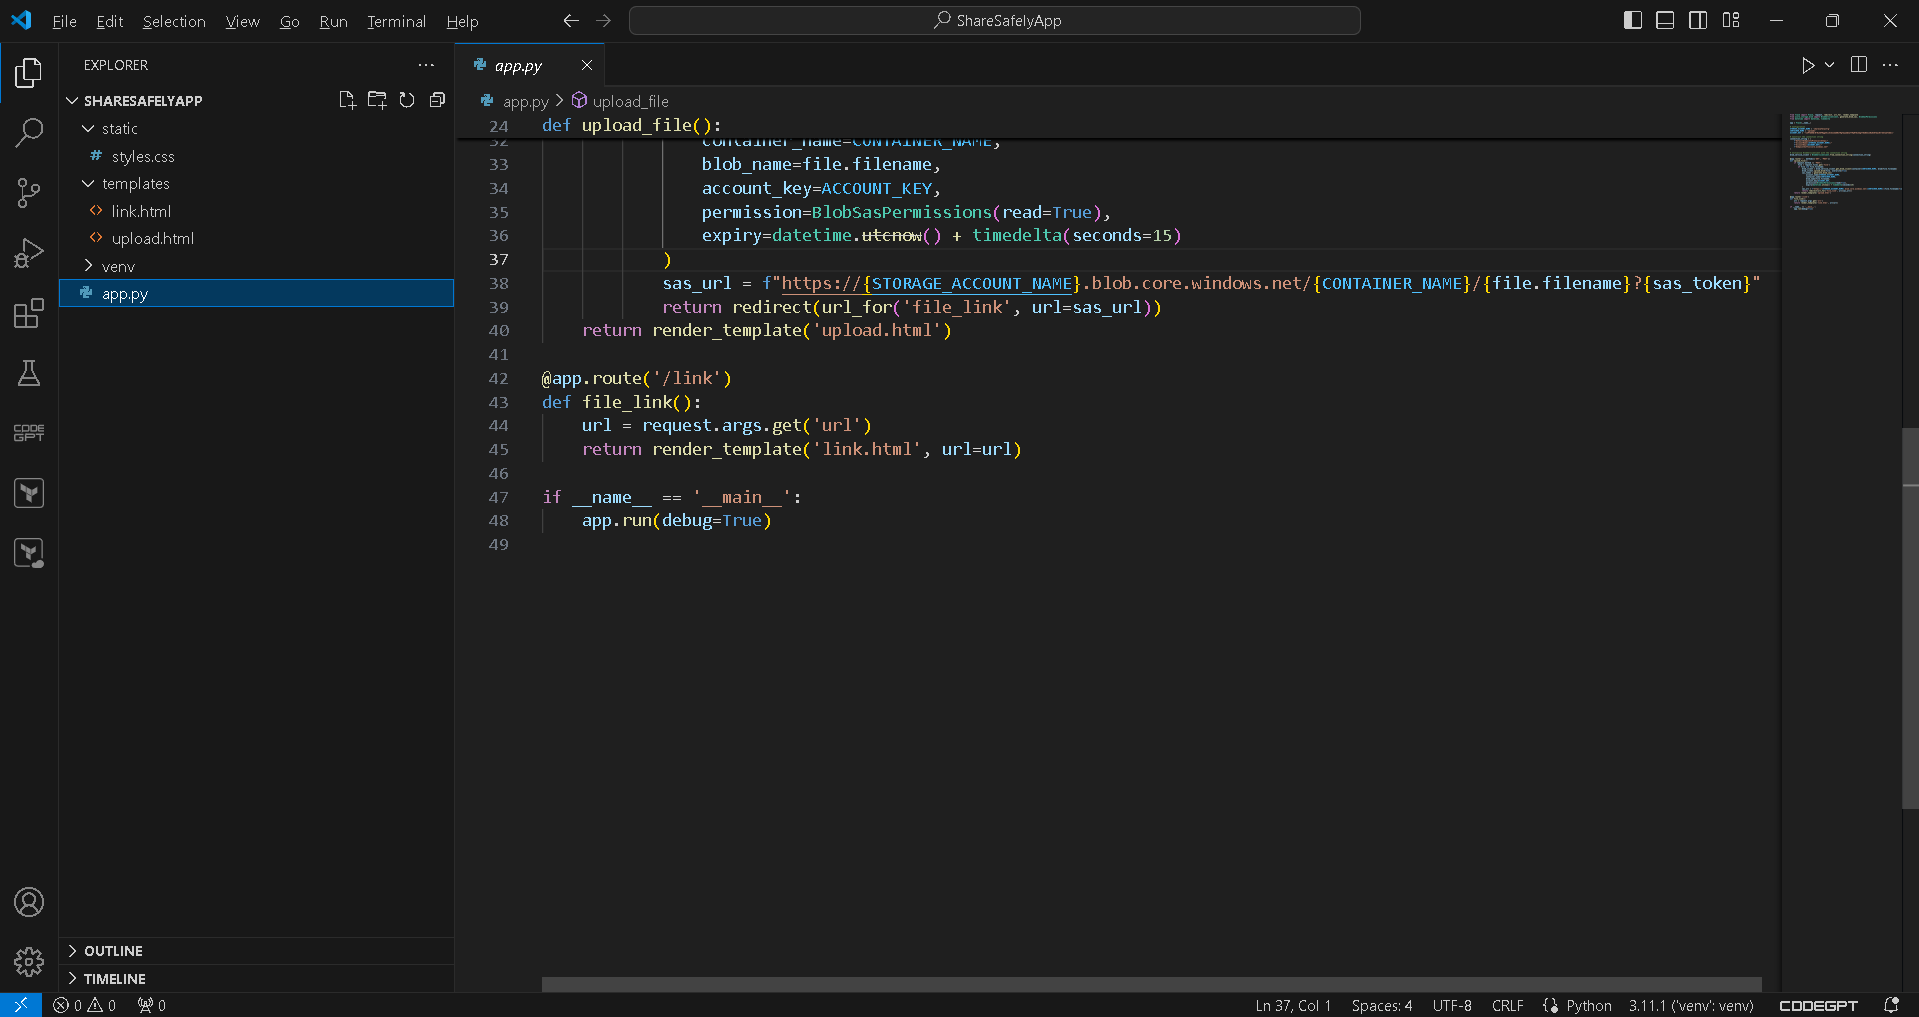 File Edit Selection View Go Run Terminal Help
ShareSafelyApp
EXPLORER
SHARESAFELYAPP
static
# styles.css
templates
<> link.html
<> upload.html
venv
app.py
app.py
app.py > upload_file
24 def upload_file():
32 container_name=CONTAINER_NAME,
33 blob_name=file.filename,
34 account_key=ACCOUNT_KEY,
35 permission=BlobSasPermissions(read=True),
36 expiry=datetime.utcnow() + timedelta(seconds=15)
37 )
38 sas_url = f"https://{STORAGE_ACCOUNT_NAME}.blob.core.windows.net/{CONTAINER_NAME}/{file.filename}?{sas_token}"
39 return redirect(url_for('file_link', url=sas_url))
40 return render_template('upload.html')
41
42 @app.route('/link')
43 def file_link():
44 url = request.args.get('url')
45 return render_template('link.html', url=url)
46
47 if __name__ == '__main__':
48 app.run(debug=True)
49
CODE GPT
OUTLINE
TIMELINE
0 0 0
Ln 37, Col 1 Spaces: 4 UTF-8 CRLF Python 3.11.1 ('venv': venv) CODEGPT